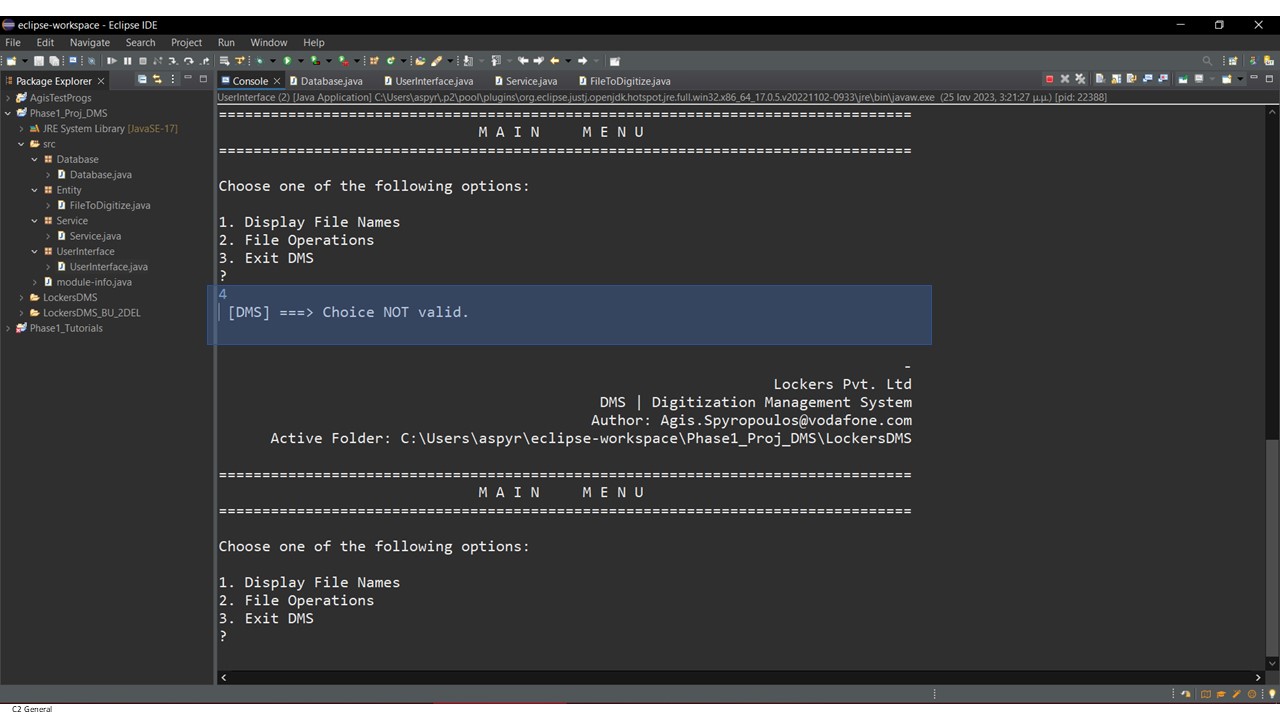 eclipse-workspace - Eclipse IDE
File Edit Navigate Search Project Run Window Help
Package Explorer
Console Database.java UserInterface.java Service.java FileToDigitize.java
UserInterface (2) [Java Application] C:\Users\aspyr\.p2\pool\plugins\org.eclipse.justj.openjdk.hotspot.jre.full.win32.x86_64_17.0.5.v20221102-0933\jre\bin\javaw.exe (25 Ιαν 2023, 3:21:27 μ.μ.) [pid: 22388]
AgisTestProgs
Phase1_Proj_DMS
JRE System Library [JavaSE-17]
src
Database
Database.java
Entity
FileToDigitize.java
Service
Service.java
UserInterface
UserInterface.java
module-info.java
LockersDMS
LockersDMS_BU_2DEL
Phase1_Tutorials
================================================================================
M A I N     M E N U
================================================================================
Choose one of the following options:
1. Display File Names
2. File Operations
3. Exit DMS
?
4
[DMS] ===> Choice NOT valid.
-
Lockers Pvt. Ltd
DMS | Digitization Management System
Author: Agis.Spyropoulos@vodafone.com
Active Folder: C:\Users\aspyr\eclipse-workspace\Phase1_Proj_DMS\LockersDMS
================================================================================
M A I N     M E N U
================================================================================
Choose one of the following options:
1. Display File Names
2. File Operations
3. Exit DMS
?
C2 General